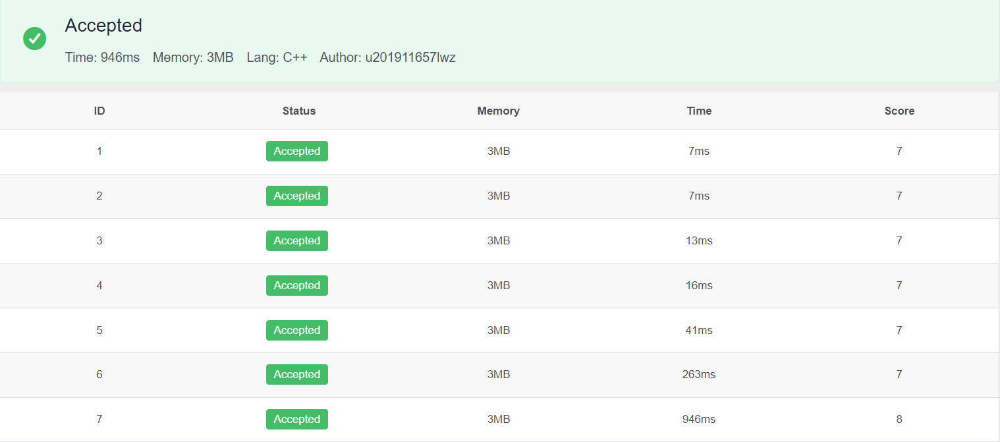 Accepted
Time: 946ms Memory: 3MB Lang: C++ Author: u201911657lwz
ID Status Memory Time Score
1 Accepted 3MB 7ms 7
2 Accepted 3MB 7ms 7
3 Accepted 3MB 13ms 7
4 Accepted 3MB 16ms 7
5 Accepted 3MB 41ms 7
6 Accepted 3MB 263ms 7
7 Accepted 3MB 946ms 8